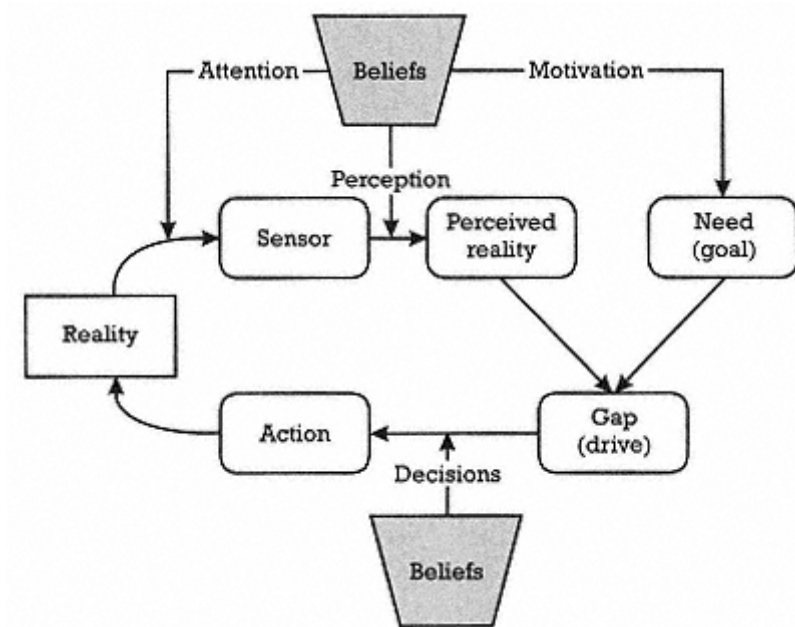 Beliefs
Attention
Motivation
Perception
Sensor
Perceived
reality
Need
(goal)
Reality
Action
Gap
(drive)
Decisions
Beliefs